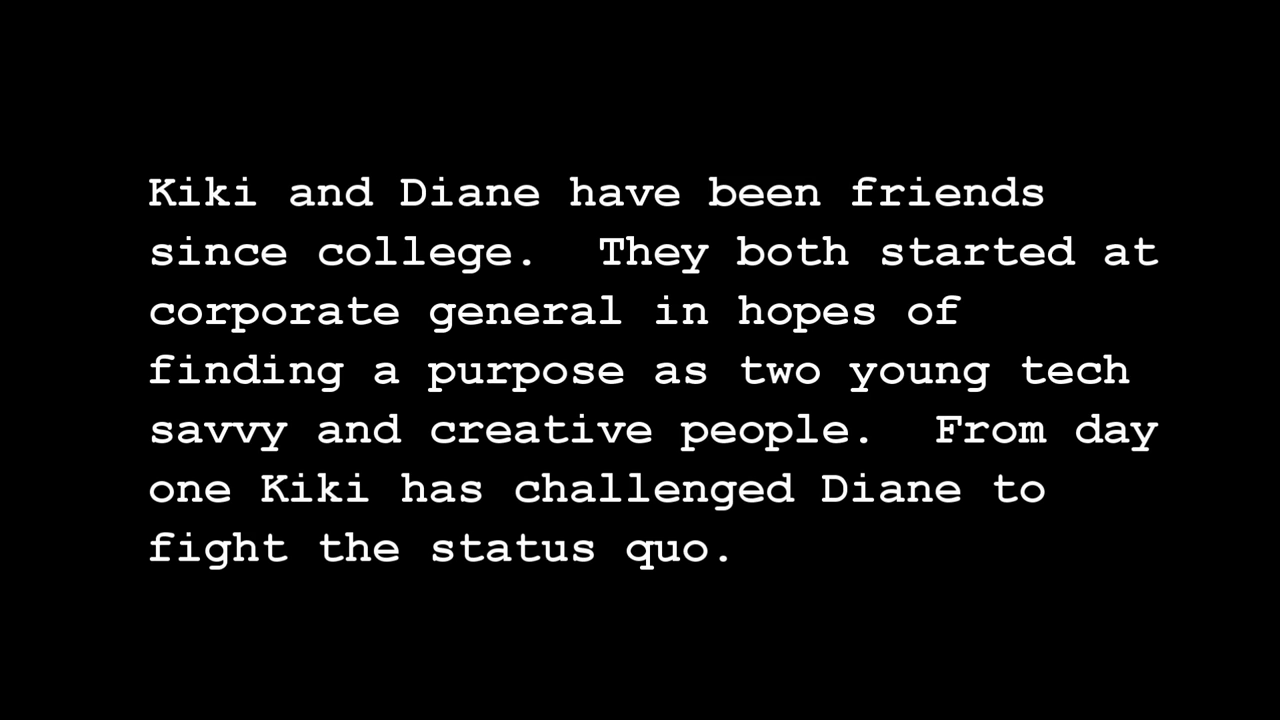 Kiki and Diane have been friends
since college.  They both started at
corporate general in hopes of
finding a purpose as two young tech
savvy and creative people.  From day
one Kiki has challenged Diane to
fight the status quo.